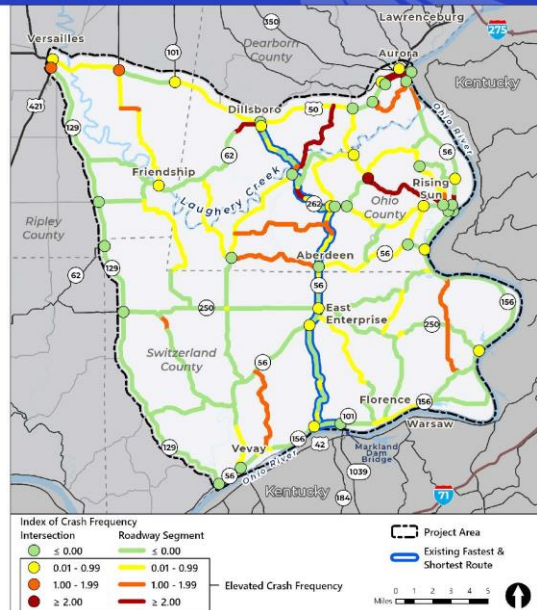 350
Lawrenceburg
275
Versailles
Dearborn
County
Aurora
101
Kentucky
421
Dillsboro
50
129
Ohio River
62
56
Friendship
Laughery Creek
Rising
Sun
262
Ohio
County
Ripley
County
Aberdeen
56
62
129
56
156
250
East
Enterprise
250
Switzerland
County
56
Florence
156
101
Warsaw
129
Vevay
156
42
Markland
Dam
Bridge
56
Ohio River
Kentucky
1039
184
71
Index of Crash Frequency
Intersection Roadway Segment
≤ 0.00 ≤ 0.00
0.01 - 0.99 0.01 - 0.99
1.00 - 1.99 1.00 - 1.99
≥ 2.00 ≥ 2.00
Elevated Crash Frequency
Project Area
Existing Fastest &
Shortest Route
Miles 0 1 2 3 4 5